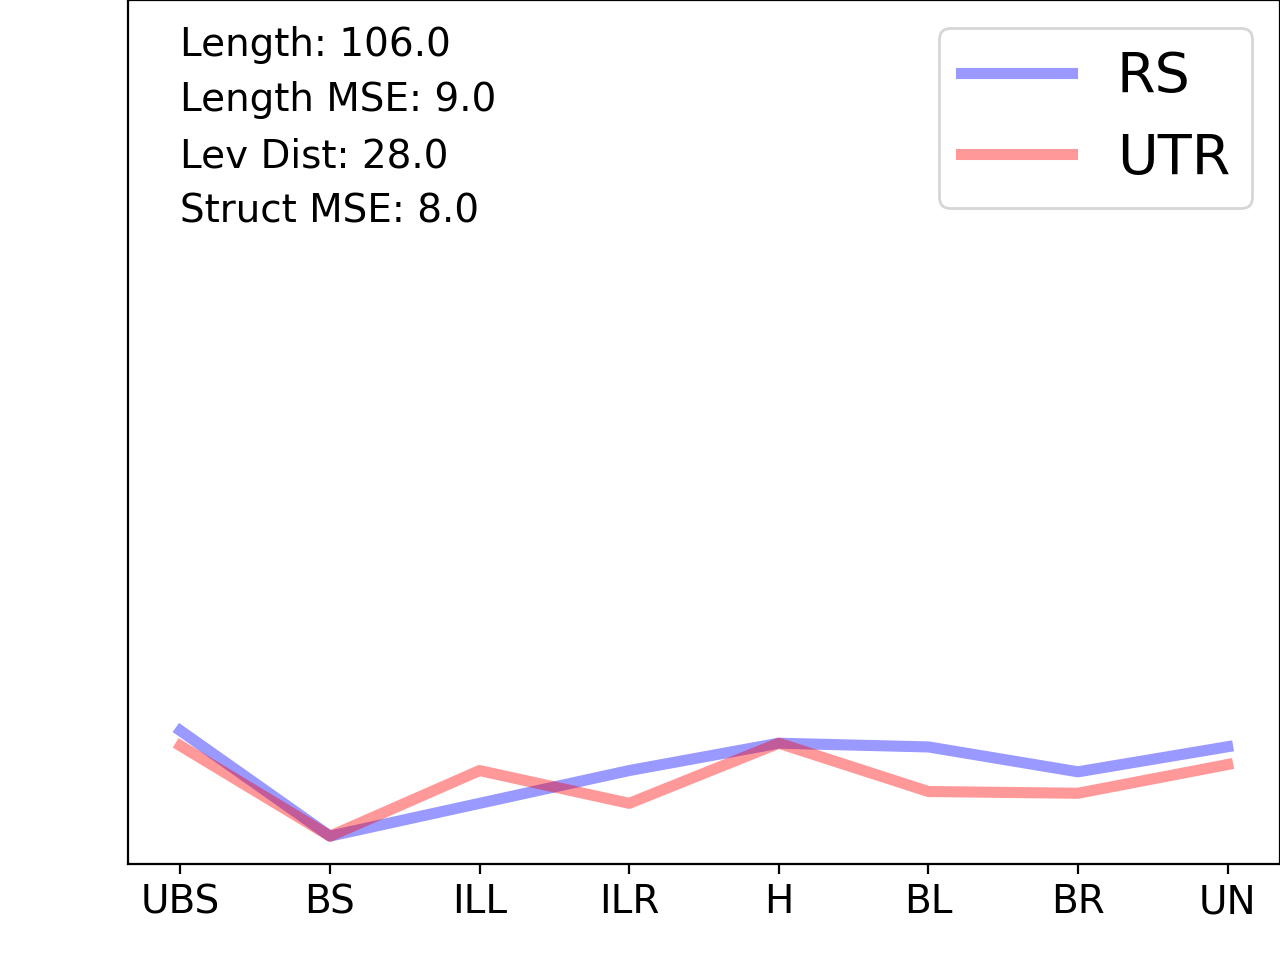 Length: 106.0
Length MSE: 9.0
Lev Dist: 28.0
Struct MSE: 8.0
RS
UTR
UBS BS ILL ILR H BL BR UN